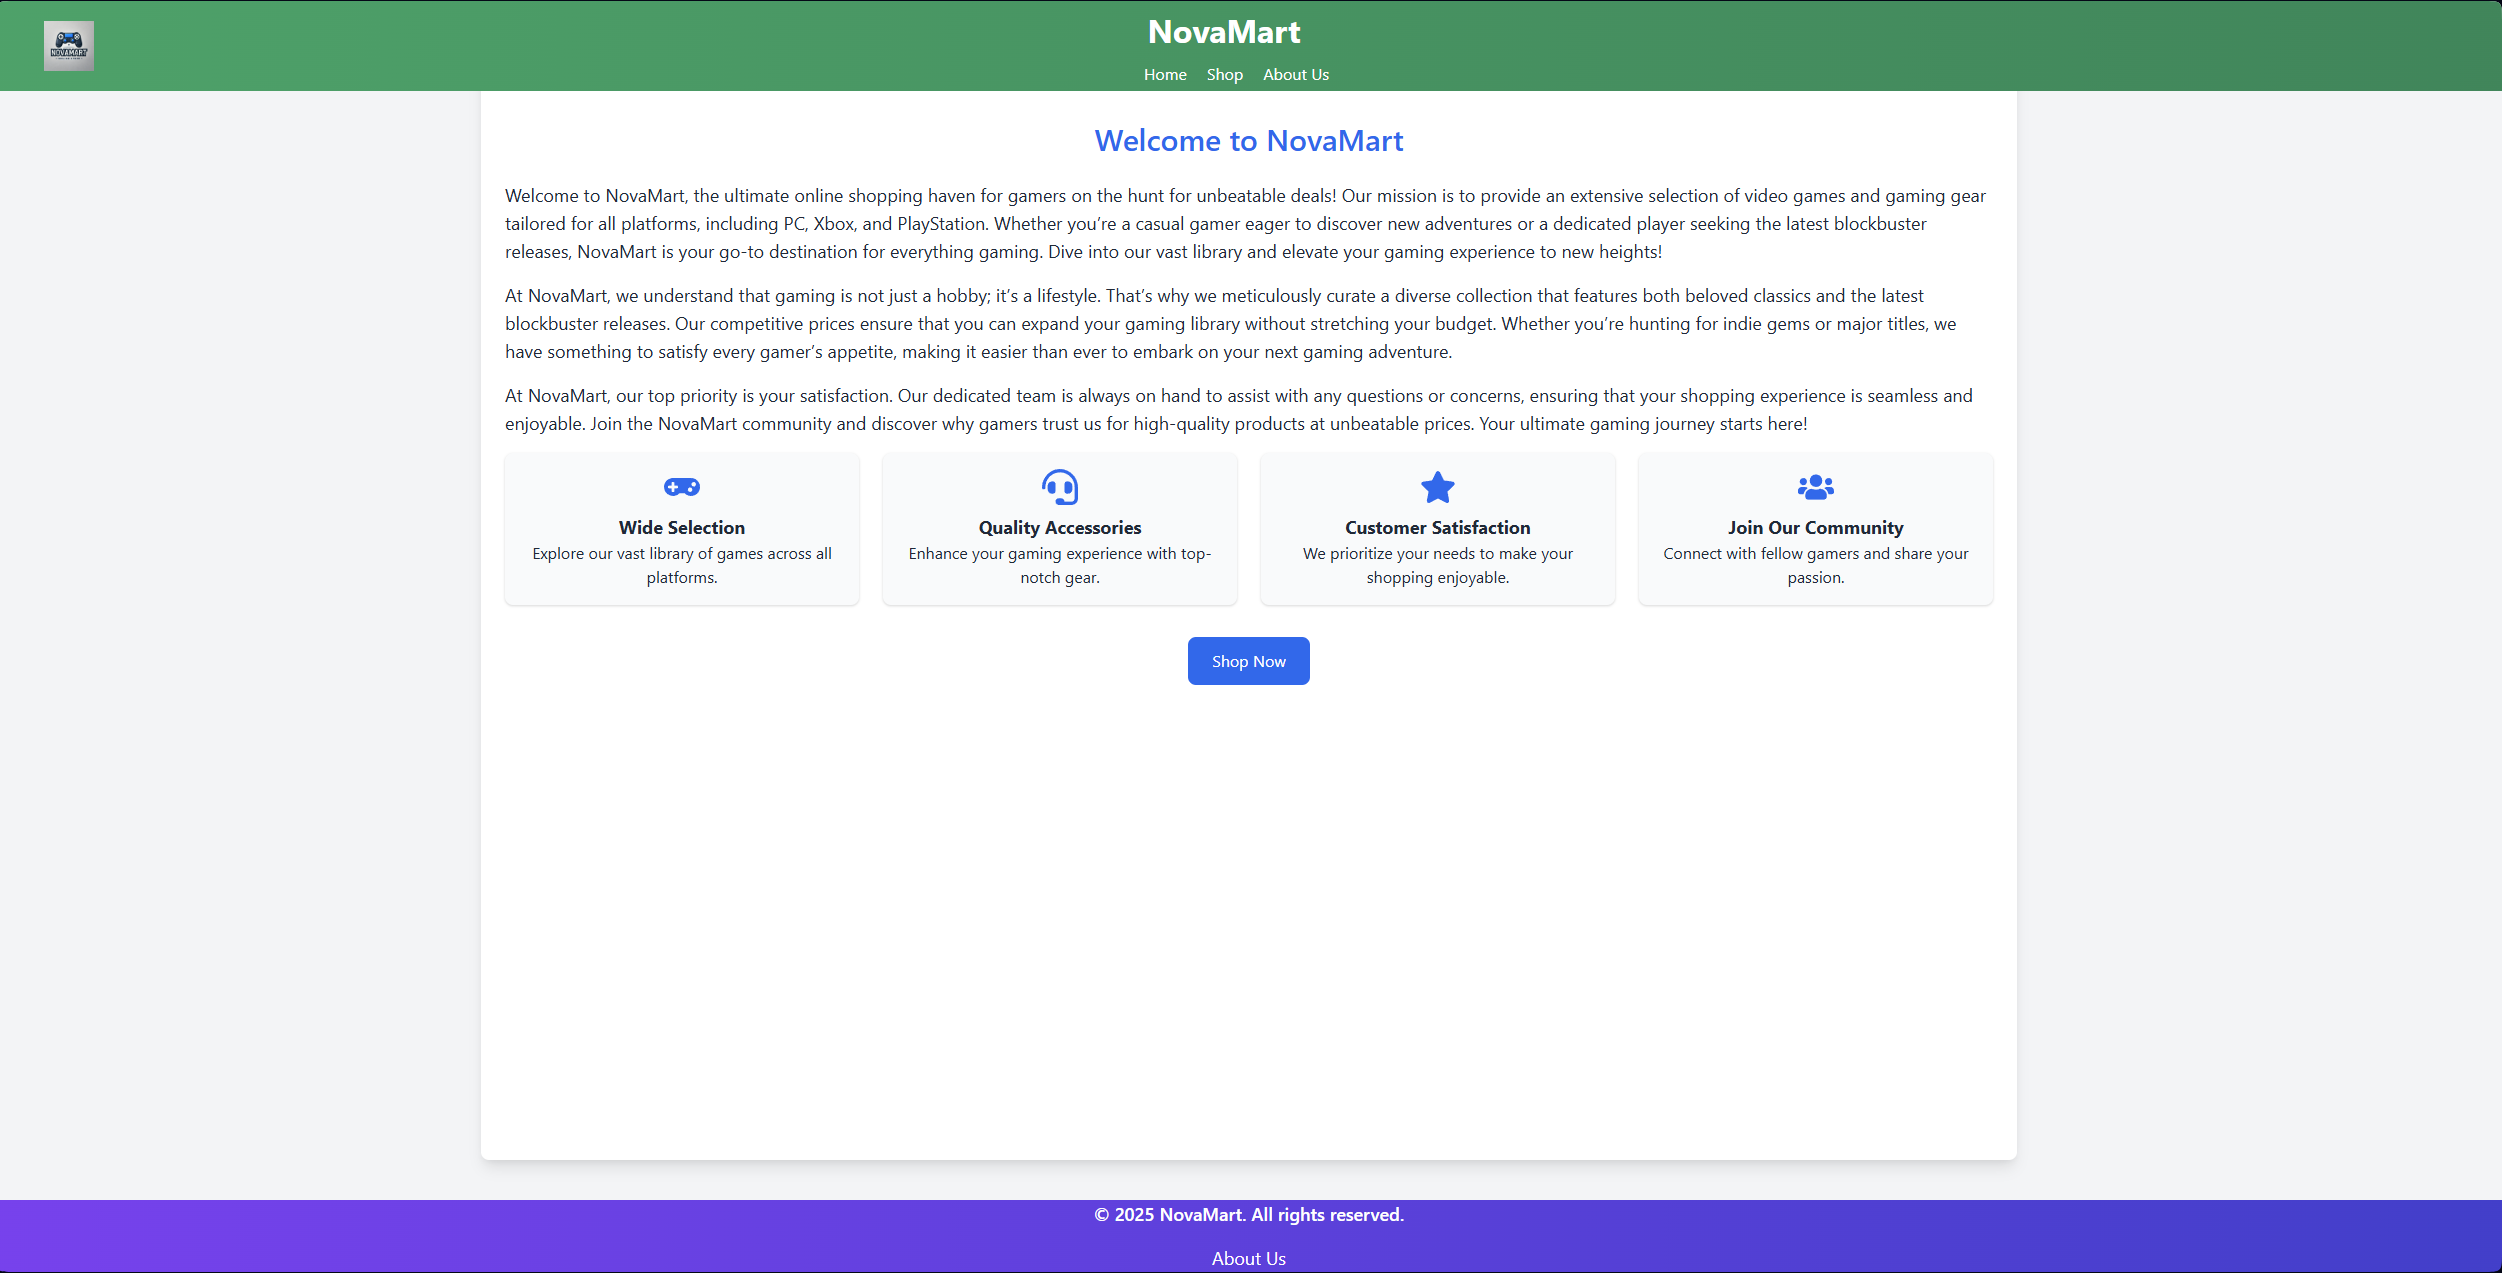 NOVAMART
NovaMart
Home Shop About Us
Welcome to NovaMart
Welcome to NovaMart, the ultimate online shopping haven for gamers on the hunt for unbeatable deals! Our mission is to provide an extensive selection of video games and gaming gear
tailored for all platforms, including PC, Xbox, and PlayStation. Whether you’re a casual gamer eager to discover new adventures or a dedicated player seeking the latest blockbuster
releases, NovaMart is your go-to destination for everything gaming. Dive into our vast library and elevate your gaming experience to new heights!
At NovaMart, we understand that gaming is not just a hobby; it’s a lifestyle. That’s why we meticulously curate a diverse collection that features both beloved classics and the latest
blockbuster releases. Our competitive prices ensure that you can expand your gaming library without stretching your budget. Whether you’re hunting for indie gems or major titles, we
have something to satisfy every gamer’s appetite, making it easier than ever to embark on your next gaming adventure.
At NovaMart, our top priority is your satisfaction. Our dedicated team is always on hand to assist with any questions or concerns, ensuring that your shopping experience is seamless and
enjoyable. Join the NovaMart community and discover why gamers trust us for high-quality products at unbeatable prices. Your ultimate gaming journey starts here!
Wide Selection
Explore our vast library of games across all
platforms.
Quality Accessories
Enhance your gaming experience with top-
notch gear.
Customer Satisfaction
We prioritize your needs to make your
shopping enjoyable.
Join Our Community
Connect with fellow gamers and share your
passion.
Shop Now
© 2025 NovaMart. All rights reserved.
About Us